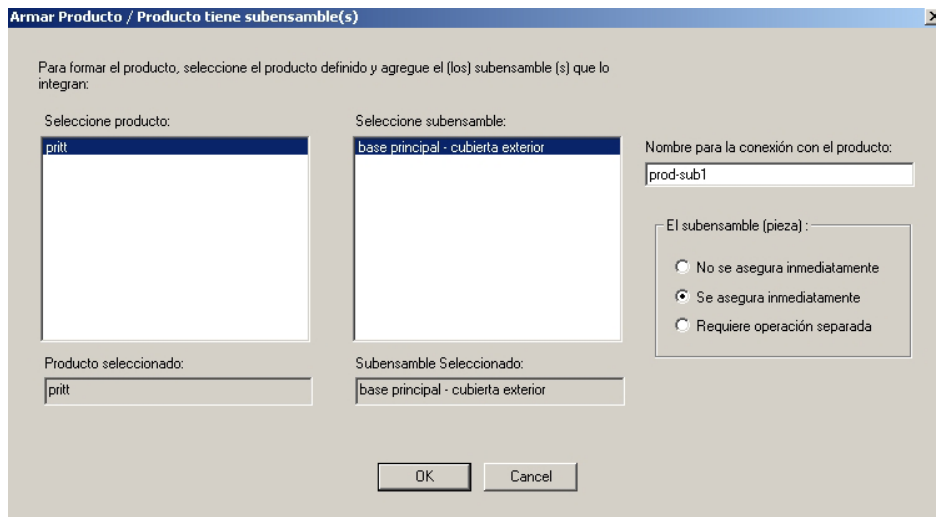 Armar Producto / Producto tiene subensamble(s)
Para formar el producto, seleccione el producto definido y agregue el (los) subensamble (s) que lo
integran:
Seleccione producto:
pritt
Seleccione subensamble:
base principal - cubierta exterior
Nombre para la conexión con el producto:
prod-sub1
El subensamble (pieza) :
No se asegura inmediatamente
Se asegura inmediatamente
Requiere operación separada
Producto seleccionado:
pritt
Subensamble Seleccionado:
base principal - cubierta exterior
OK
Cancel